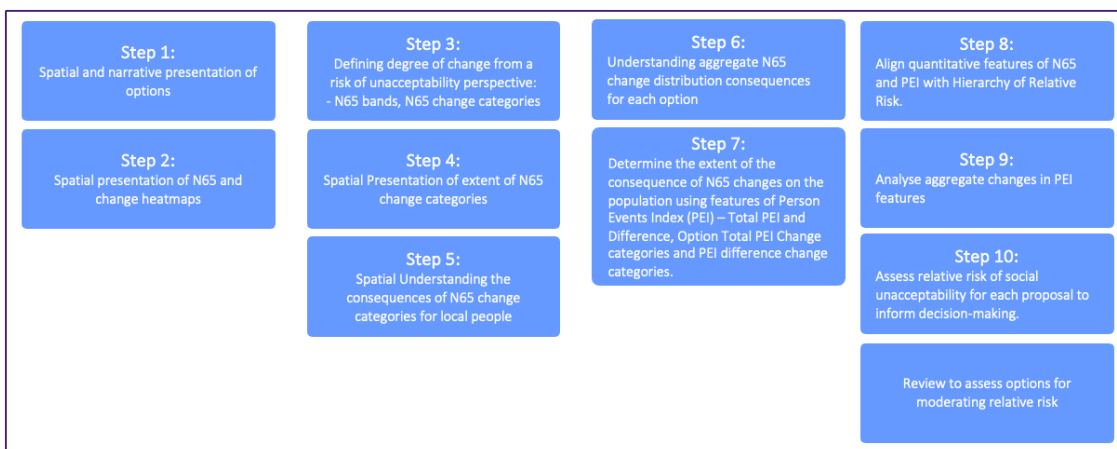 Step 1:
Spatial and narrative presentation of
options
Step 2:
Spatial presentation of N65 and
change heatmaps
Step 3:
Defining degree of change from a
risk of unacceptability perspective:
- N65 bands, N65 change categories
Step 4:
Spatial Presentation of extent of N65
change categories
Step 5:
Spatial Understanding the
consequences of N65 change
categories for local people
Step 6:
Understanding aggregate N65
change distribution consequences
for each option
Step 7:
Determine the extent of the
consequence of N65 changes on the
population using features of Person
Events Index (PEI) – Total PEI and
Difference, Option Total PEI Change
categories and PEI difference change
categories.
Step 8:
Align quantitative features of N65
and PEI with Hierarchy of Relative
Risk.
Step 9:
Analyse aggregate changes in PEI
features
Step 10:
Assess relative risk of social
unacceptability for each proposal to
inform decision-making.
Review to assess options for
moderating relative risk